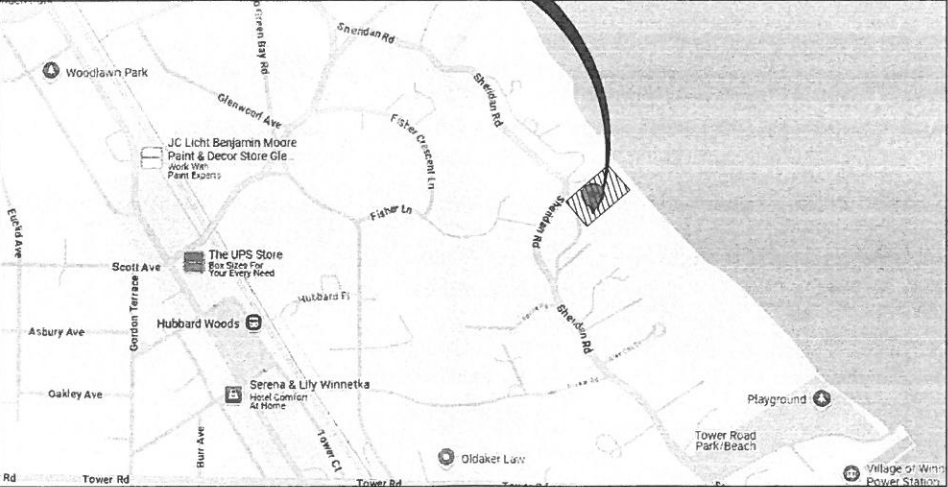 Green Bay Rd
Sheridan Rd
Woodlawn Park
Sheridan Rd
Glenwood Ave
Fisher Crescent Ln
JC Licht Benjamin Moore
Paint & Decor Store Gle...
Work With
Paint Experts
Fisher Ln
Sheridan Rd
Euclid Ave
The UPS Store
Box Sizes For
Your Every Need
Scott Ave
Gordon Terrace
Hubbard Pl
Hubbard Woods
Sheridan Rd
Asbury Ave
Serena & Lily Winnetka
Hotel Comfort
At Home
Oakley Ave
Playground
Burr Ave
Tower Ct
Tower Road
Park/Beach
Oldaker Law
Village of Winn
Power Station
Rd
Tower Rd
Tower Rd